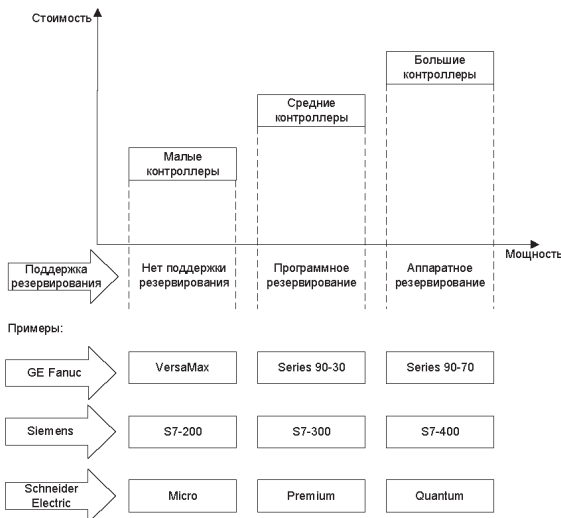 Стоимость
Большие
контроллеры
Средние
контроллеры
Малые
контроллеры
Мощность
Поддержка
резервирования
Нет поддержки
резервирования
Программное
резервирование
Аппаратное
резервирование
Примеры:
GE Fanuc
VersaMax
Series 90-30
Series 90-70
Siemens
S7-200
S7-300
S7-400
Schneider
Electric
Micro
Premium
Quantum